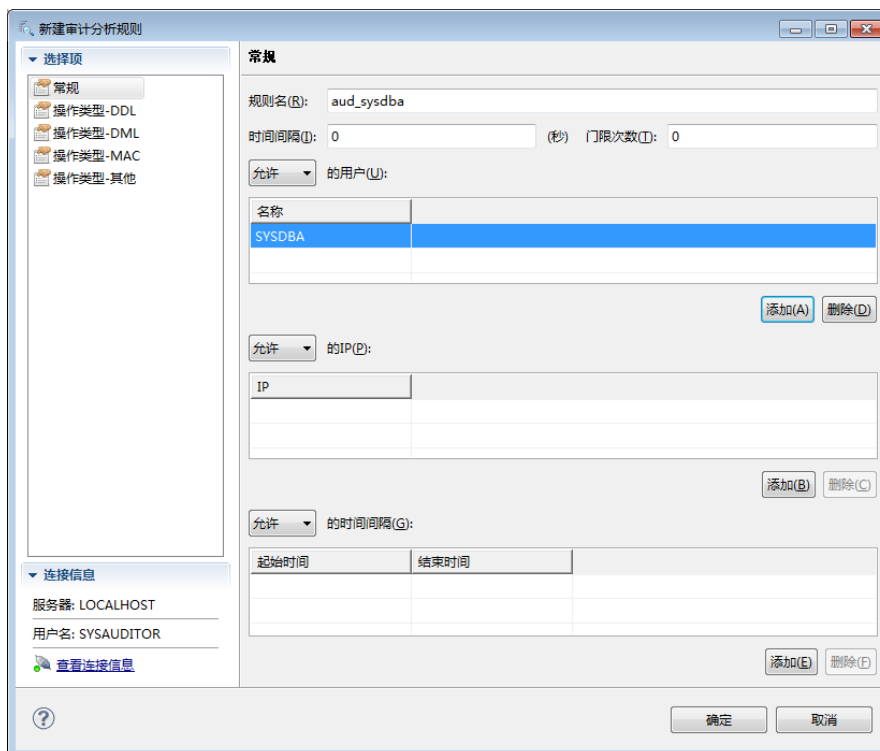 新建审计分析规则
选择项
常规
操作类型-DDL
操作类型-DML
操作类型-MAC
操作类型-其他
连接信息
服务器: LOCALHOST
用户名: SYSAUDITOR
查看连接信息
常规
规则名(R): aud_sysdba
时间间隔(I): 0 (秒) 门限次数(T): 0
允许 的用户(U):
名称
SYSDBA
添加(A) 删除(D)
允许 的IP(P):
IP
添加(B) 删除(C)
允许 的时间间隔(G):
起始时间 结束时间
添加(E) 删除(F)
? 确定 取消